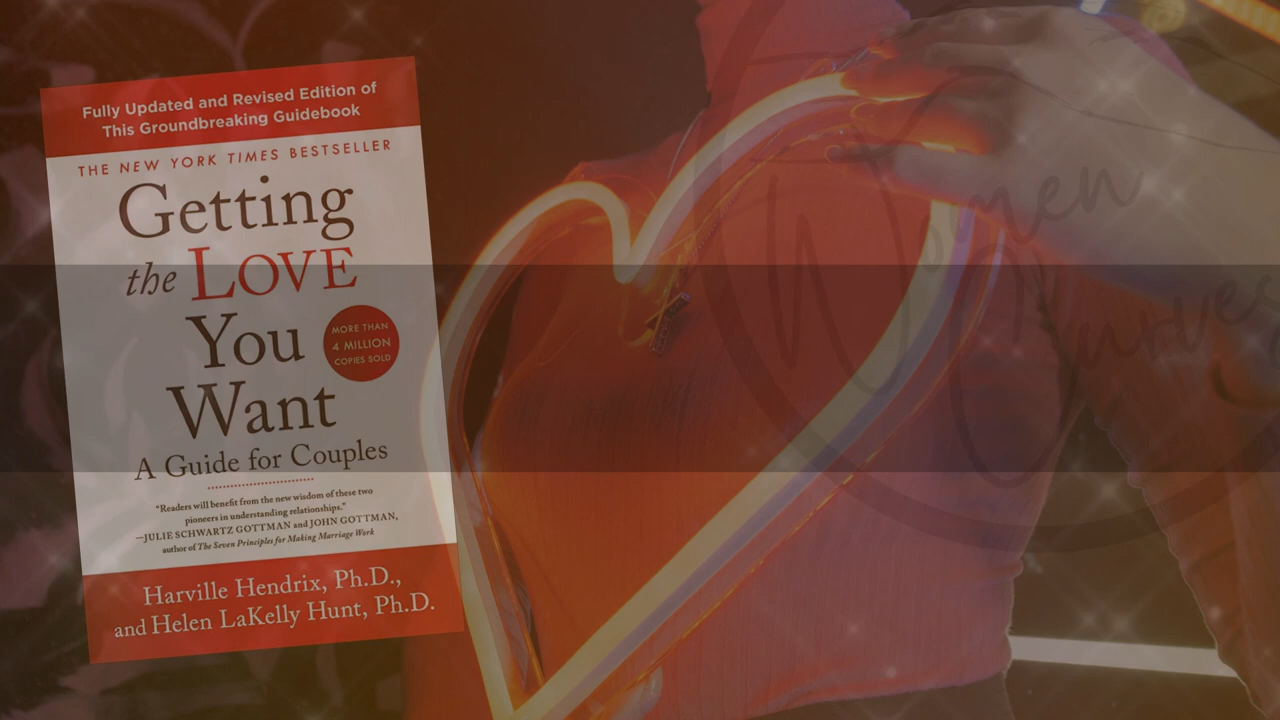 Fully Updated and Revised Edition of
This Groundbreaking Guidebook
THE NEW YORK TIMES BESTSELLER
Getting
the LOVE
You
Want
MORE THAN
4 MILLION
COPIES SOLD
A Guide for Couples
"Readers will benefit from the new wisdom of these two
pioneers in understanding relationships."
—JULIE SCHWARTZ GOTTMAN and JOHN GOTTMAN,
author of The Seven Principles for Making Marriage Work
Harville Hendrix, Ph.D.,
and Helen LaKelly Hunt, Ph.D.
Women